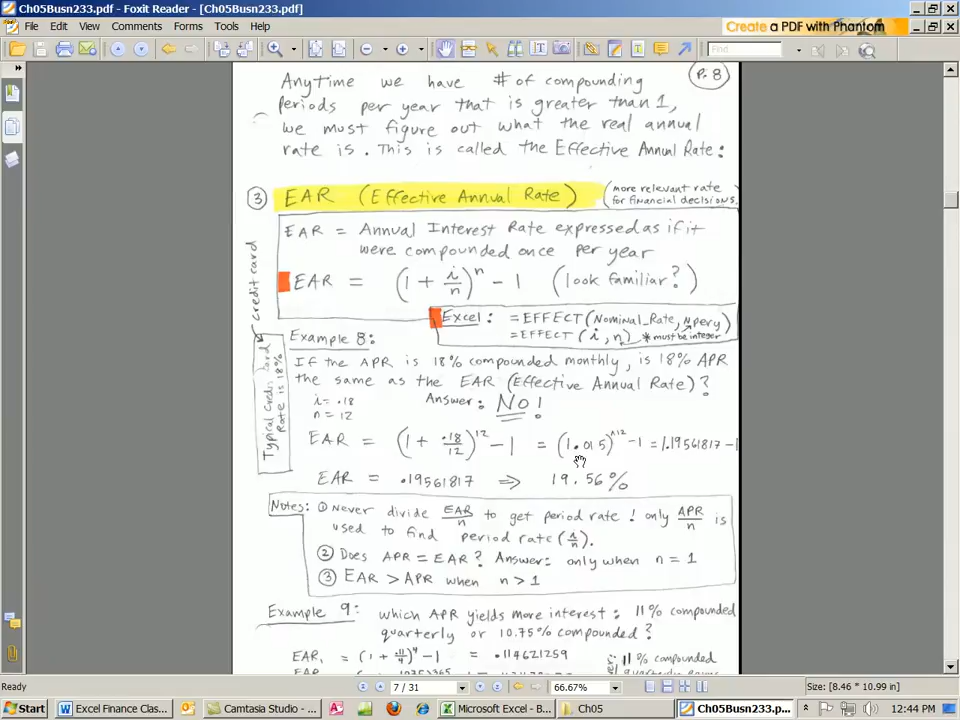 Ch05Busn233.pdf - Foxit Reader - [Ch05Busn233.pdf]
File Edit View Comments Forms Tools Help
Create a PDF with Phantom
Find:
P. 8
Anytime we have # of compounding
periods per year that is greater than 1,
we must figure out what the real annual
rate is. This is called the Effective Annual Rate:
3 EAR (Effective Annual Rate) (more relevant rate
for financial decisions.
EAR = Annual Interest Rate expressed as if it
were compounded once per year
EAR = (1 + i/n)^n - 1 (look familiar?)
Excel: =EFFECT(Nominal_Rate, Npery)
=EFFECT(i, n) *must be integer
credit card
Typical Credit Card
Rate is 18%
Example 8:
If the APR is 18% compounded monthly, is 18% APR
the same as the EAR (Effective Annual Rate)?
i = .18
n = 12
Answer: No!
EAR = (1 + .18/12)^12 - 1 = (1.015)^12 - 1 = 1.19561817 - 1
EAR = .19561817 ⇒ 19.56%
Notes: ① Never divide EAR/n to get period rate! only APR/n is
used to find period rate (i/n).
② Does APR = EAR? Answer: only when n = 1
③ EAR > APR when n > 1
Example 9: which APR yields more interest: 11% compounded
quarterly or 10.75% compounded?
EAR₁ = (1 + .11/4)^4 - 1 = .114621259
11% compounded
Ready
7 / 31
66.67%
Size: [8.46 * 10.99 in]
Start
Excel Finance Clas...
Camtasia Studio - ...
Microsoft Excel - B...
Ch05
Ch05Busn233.p...
12:44 PM